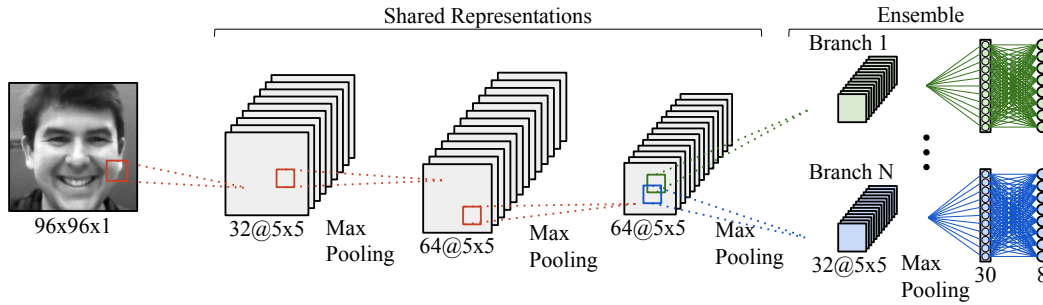 Shared Representations
Ensemble
Branch 1
Branch N
96x96x1
32@5x5
Max
Pooling
64@5x5
Max
Pooling
64@5x5
Max
Pooling
32@5x5
Max
Pooling
30
8